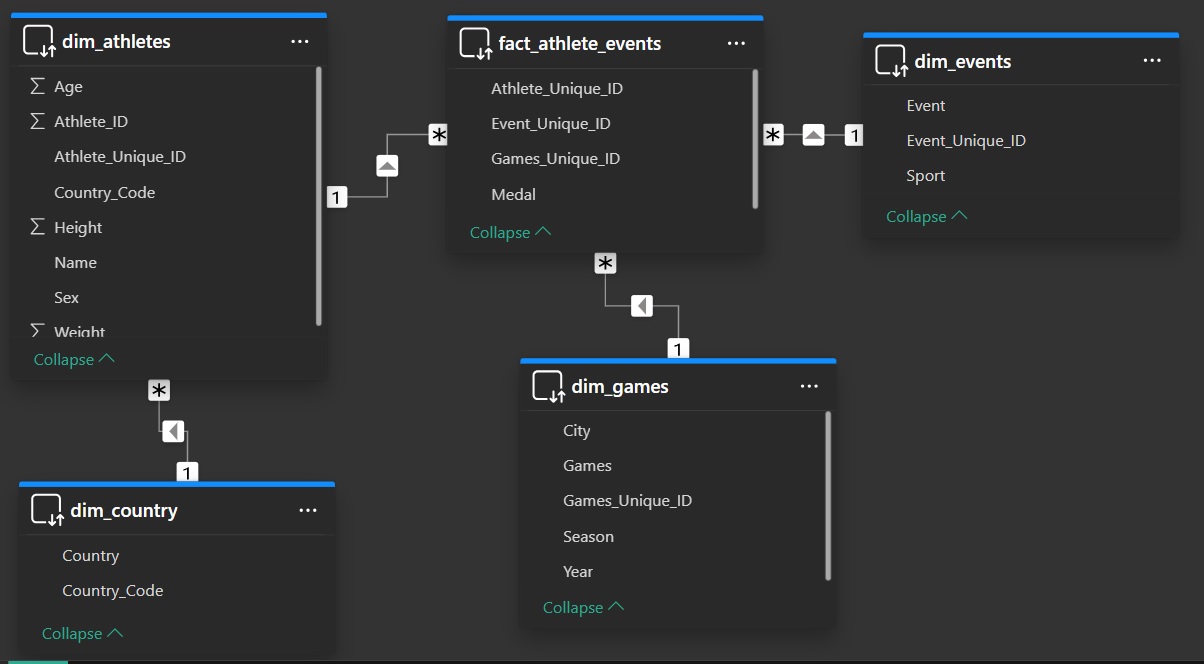 dim_athletes
Σ Age
Σ Athlete_ID
Athlete_Unique_ID
Country_Code
Σ Height
Name
Sex
Σ Weight
Collapse
fact_athlete_events
Athlete_Unique_ID
Event_Unique_ID
Games_Unique_ID
Medal
Collapse
dim_events
Event
Event_Unique_ID
Sport
Collapse
1
*
*
1
*
1
*
1
dim_games
City
Games
Games_Unique_ID
Season
Year
Collapse
dim_country
Country
Country_Code
Collapse